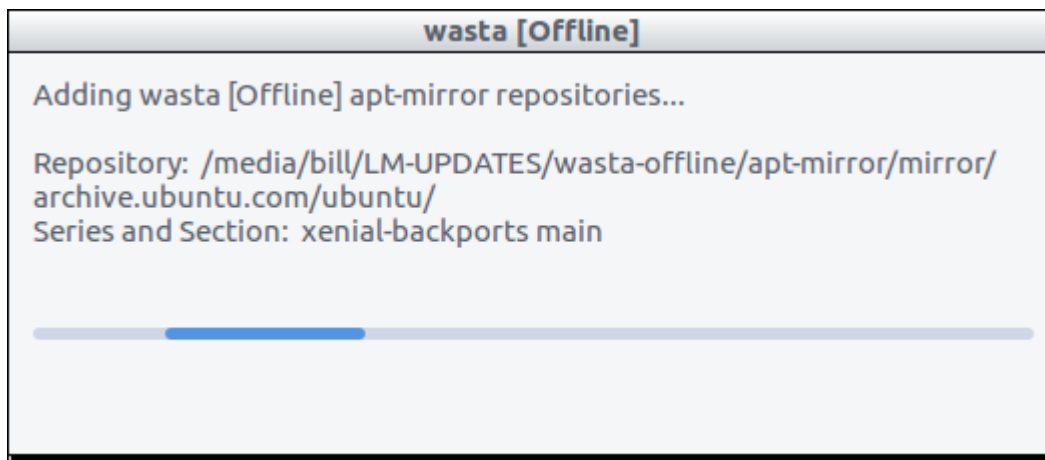 wasta [Offline]
Adding wasta [Offline] apt-mirror repositories...
Repository: /media/bill/LM-UPDATES/wasta-offline/apt-mirror/mirror/
archive.ubuntu.com/ubuntu/
Series and Section: xenial-backports main